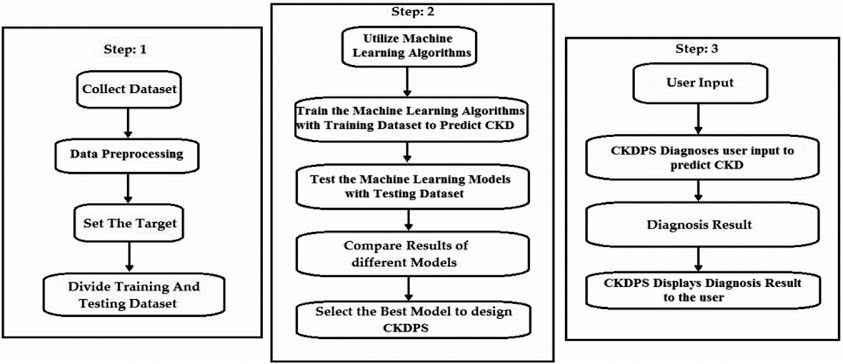 Step: 1
Collect Dataset
Data Preprocessing
Set The Target
Divide Training And
Testing Dataset
Step: 2
Utilize Machine
Learning Algorithms
Train the Machine Learning Algorithms
with Training Dataset to Predict CKD
Test the Machine Learning Models
with Testing Dataset
Compare Results of
different Models
Select the Best Model to design
CKDPS
Step: 3
User Input
CKDPS Diagnoses user input to
predict CKD
Diagnosis Result
CKDPS Displays Diagnosis Result
to the user